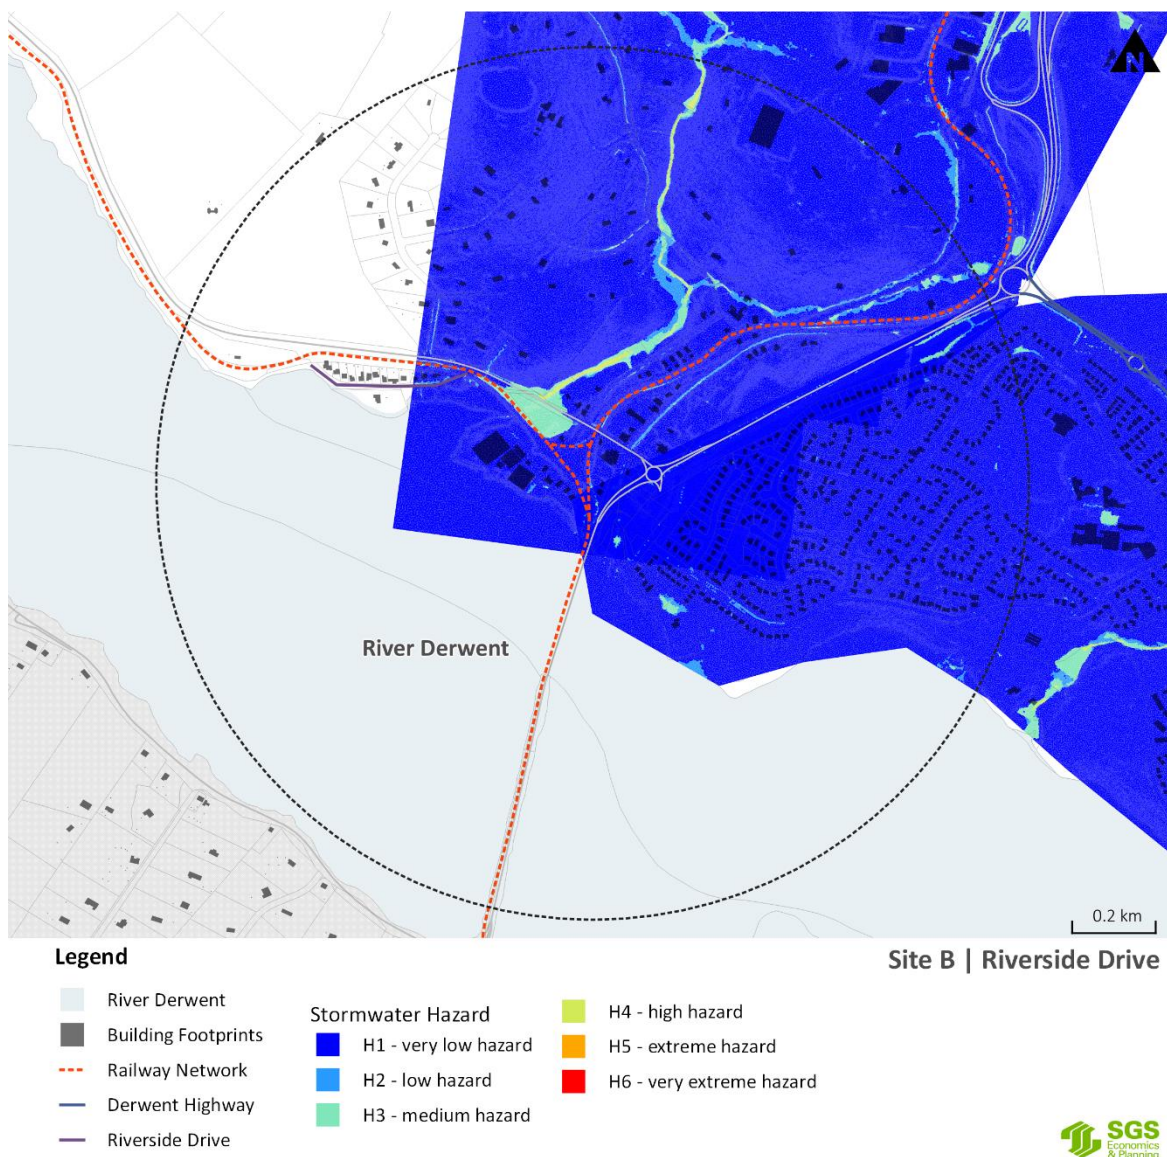 N
River Derwent
0.2 km
Legend
Site B | Riverside Drive
River Derwent
Building Footprints
Railway Network
Derwent Highway
Riverside Drive
Stormwater Hazard
H1 - very low hazard
H2 - low hazard
H3 - medium hazard
H4 - high hazard
H5 - extreme hazard
H6 - very extreme hazard
SGS
Economics
& Planning